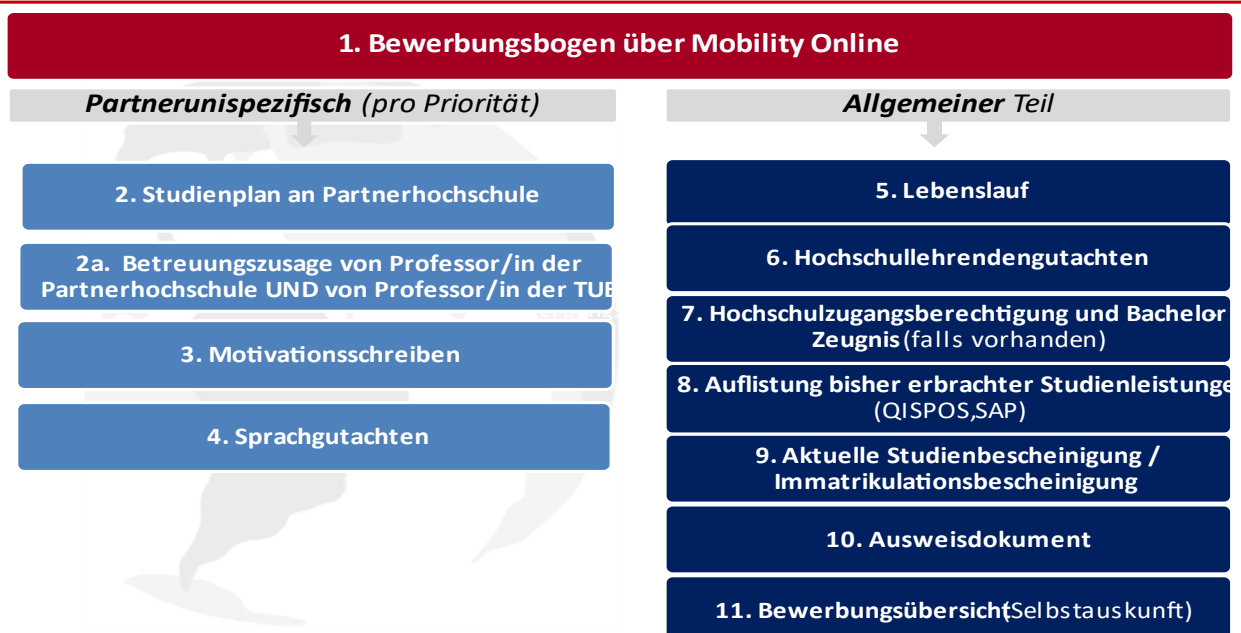 1. Bewerbungsbogen über Mobility Online
Partnerunispezifisch (pro Priorität)
2. Studienplan an Partnerhochschule
2a. Betreuungszusage von Professor/in der
Partnerhochschule UND von Professor/in der TUB
3. Motivationsschreiben
4. Sprachgutachten
Allgemeiner Teil
5. Lebenslauf
6. Hochschullehrendengutachten
7. Hochschulzugangsberechtigung und Bachelor-
Zeugnis (falls vorhanden)
8. Auflistung bisher erbrachter Studienleistunge
(QISPOS,SAP)
9. Aktuelle Studienbescheinigung /
Immatrikulationsbescheinigung
10. Ausweisdokument
11. Bewerbungsübersicht (Selbstauskunft)